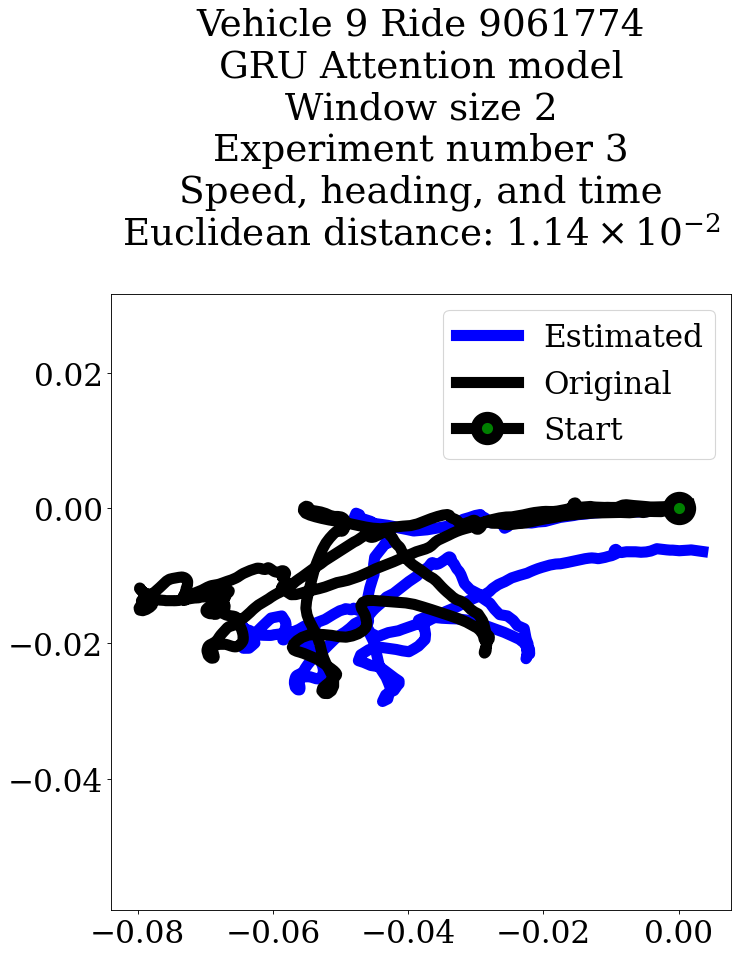 Vehicle 9 Ride 9061774
GRU Attention model
Window size 2
Experiment number 3
Speed, heading, and time
Euclidean distance: 1.14 × 10⁻²
Estimated
Original
Start
0.02
0.00
−0.02
−0.04
−0.08 −0.06 −0.04 −0.02 0.00